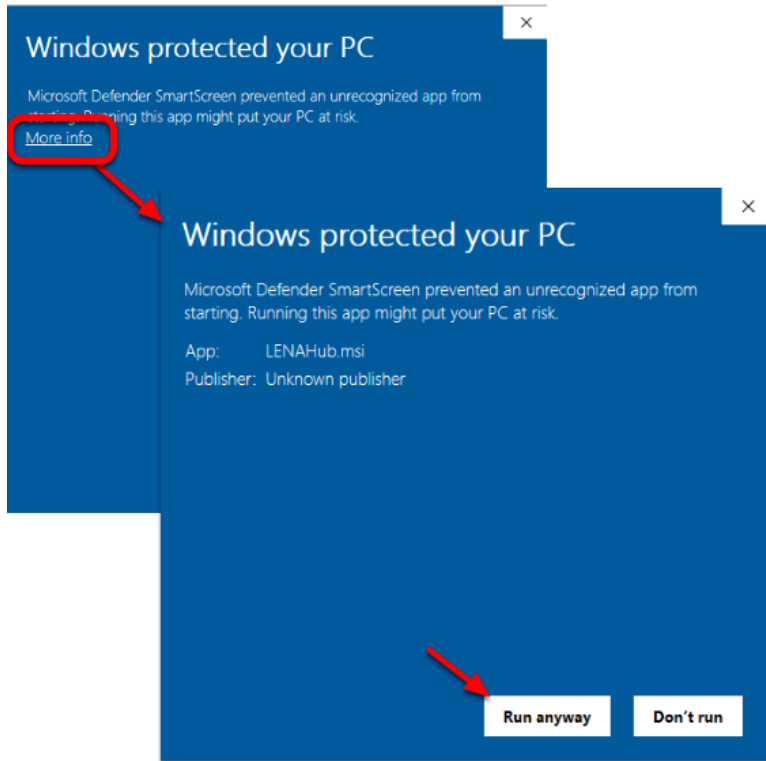 Windows protected your PC
Microsoft Defender SmartScreen prevented an unrecognized app from
starting. Running this app might put your PC at risk.
More info
Windows protected your PC
Microsoft Defender SmartScreen prevented an unrecognized app from
starting. Running this app might put your PC at risk.
App: LENAHub.msi
Publisher: Unknown publisher
Run anyway Don't run